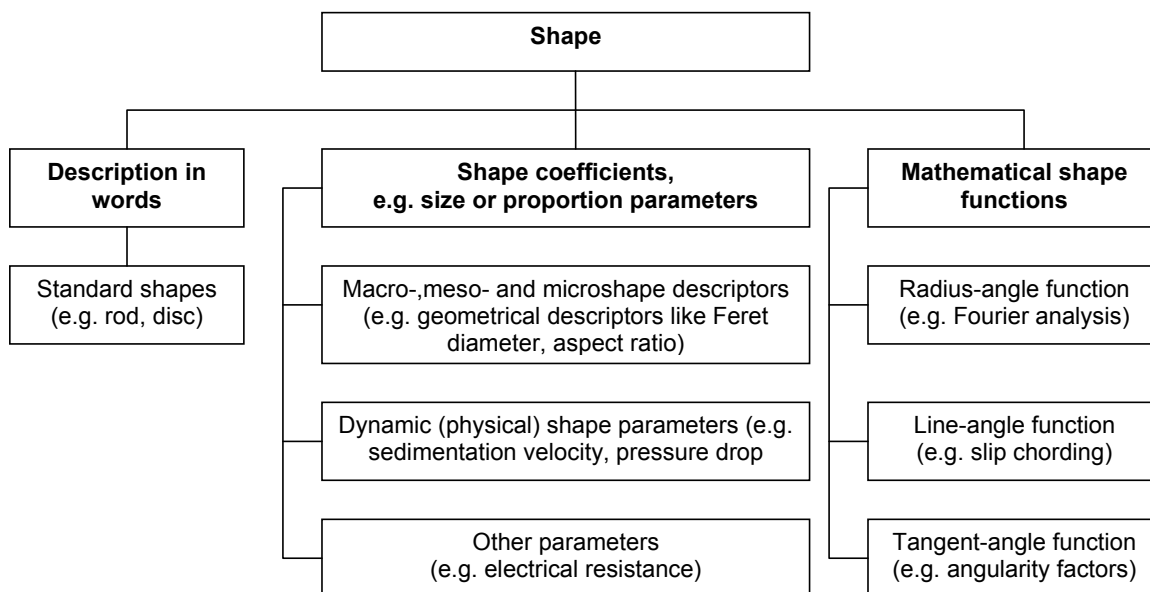 Shape
Description in
words
Standard shapes
(e.g. rod, disc)
Shape coefficients,
e.g. size or proportion parameters
Macro-,meso- and microshape descriptors
(e.g. geometrical descriptors like Feret
diameter, aspect ratio)
Dynamic (physical) shape parameters (e.g.
sedimentation velocity, pressure drop
Other parameters
(e.g. electrical resistance)
Mathematical shape
functions
Radius-angle function
(e.g. Fourier analysis)
Line-angle function
(e.g. slip chording)
Tangent-angle function
(e.g. angularity factors)